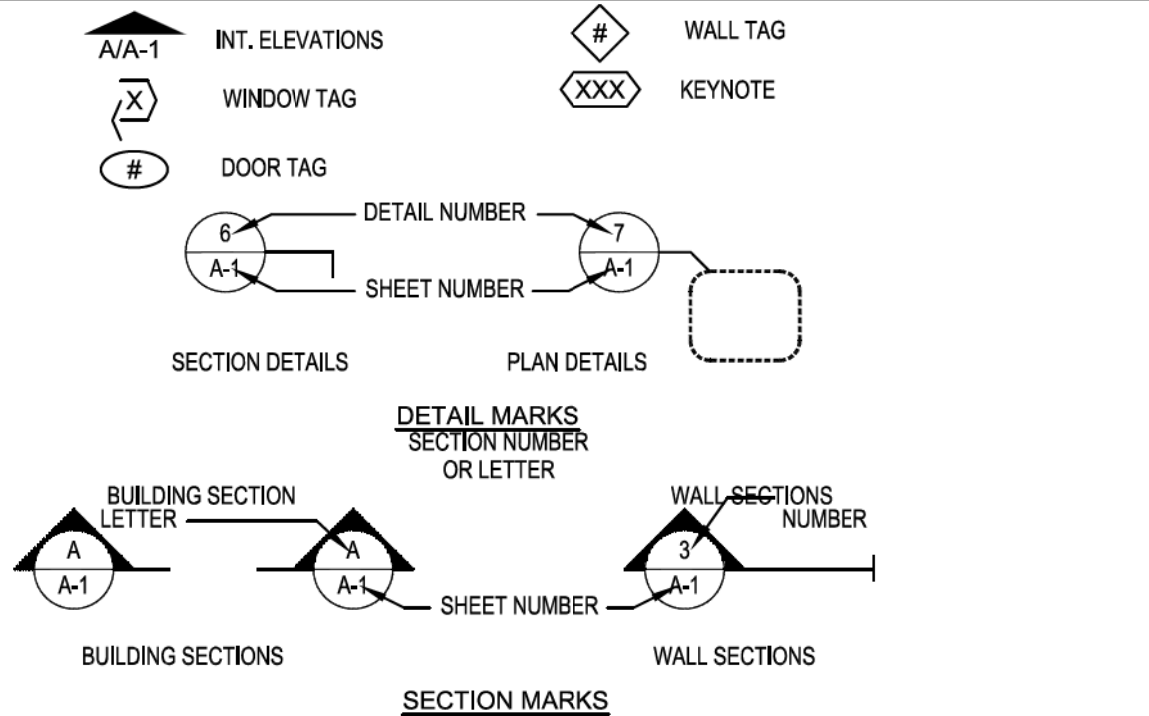 A/A-1 INT. ELEVATIONS
# WALL TAG
X WINDOW TAG
XXX KEYNOTE
# DOOR TAG
DETAIL NUMBER
6
A-1
7
A-1
SHEET NUMBER
SECTION DETAILS
PLAN DETAILS
DETAIL MARKS
SECTION NUMBER
OR LETTER
BUILDING SECTION
LETTER
WALL SECTIONS
NUMBER
A
A-1
A
A-1
3
A-1
SHEET NUMBER
BUILDING SECTIONS
WALL SECTIONS
SECTION MARKS